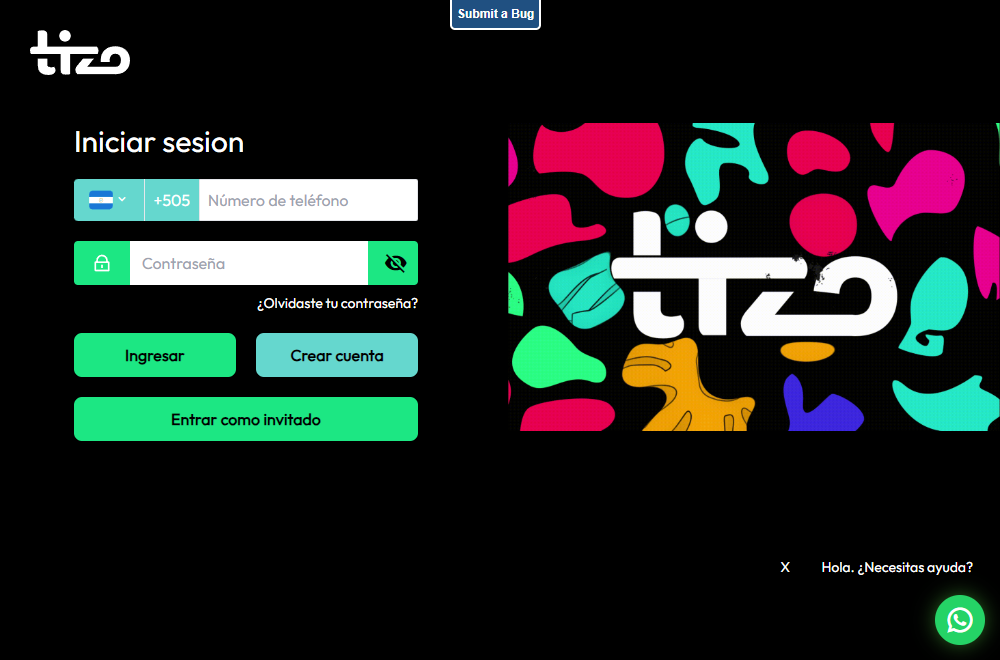 Submit a Bug
tizo
Iniciar sesion
+505 Número de teléfono
Contraseña
¿Olvidaste tu contraseña?
Ingresar
Crear cuenta
Entrar como invitado
tizo
X
Hola. ¿Necesitas ayuda?